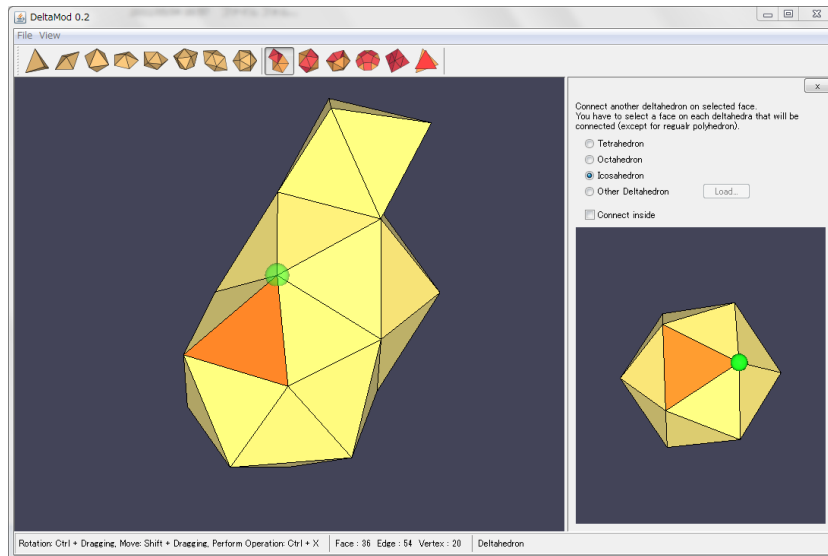 DeltaMod 0.2
File View
x
Connect another deltahedron on selected face.
You have to select a face on each deltahedra that will be
connected (except for regualr polyhedron).
Tetrahedron
Octahedron
Icosahedron
Other Deltahedron Load...
Connect inside
Rotation: Ctrl + Dragging, Move: Shift + Dragging, Perform Operation: Ctrl + X Face : 36 Edge : 54 Vertex : 20 Deltahedron